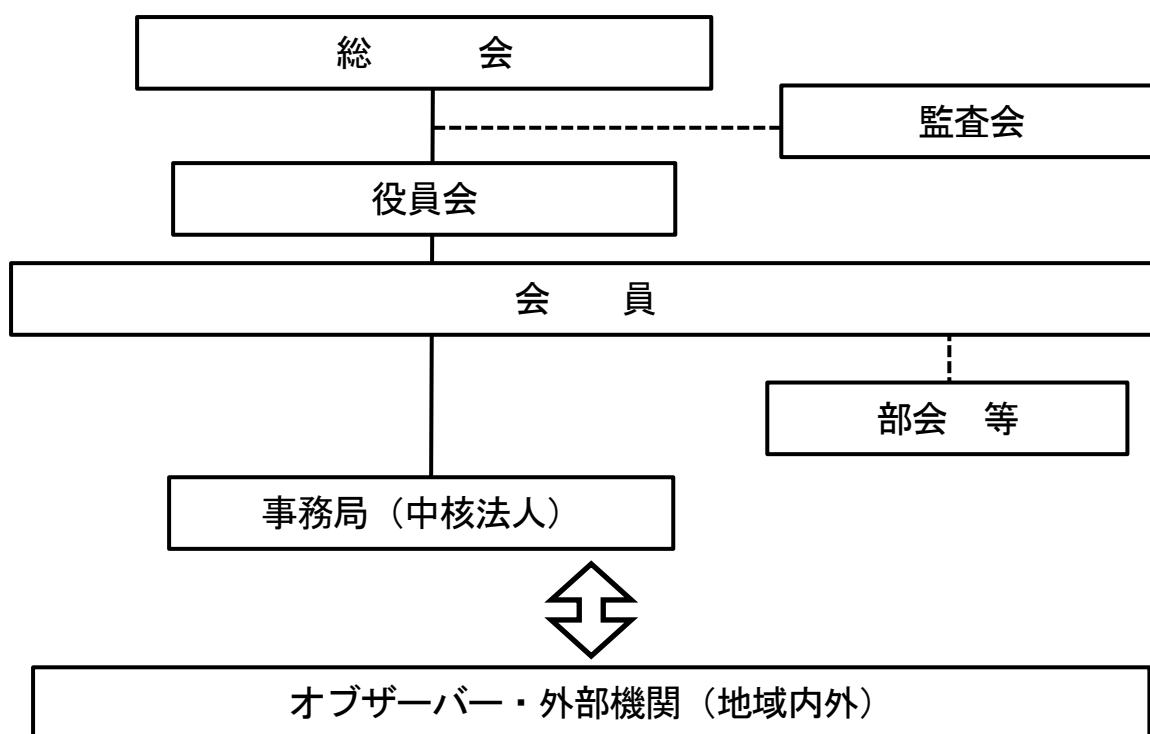 総　　　会
監査会
役員会
会　　員
部会　等
事務局（中核法人）
オブザーバー・外部機関（地域内外）